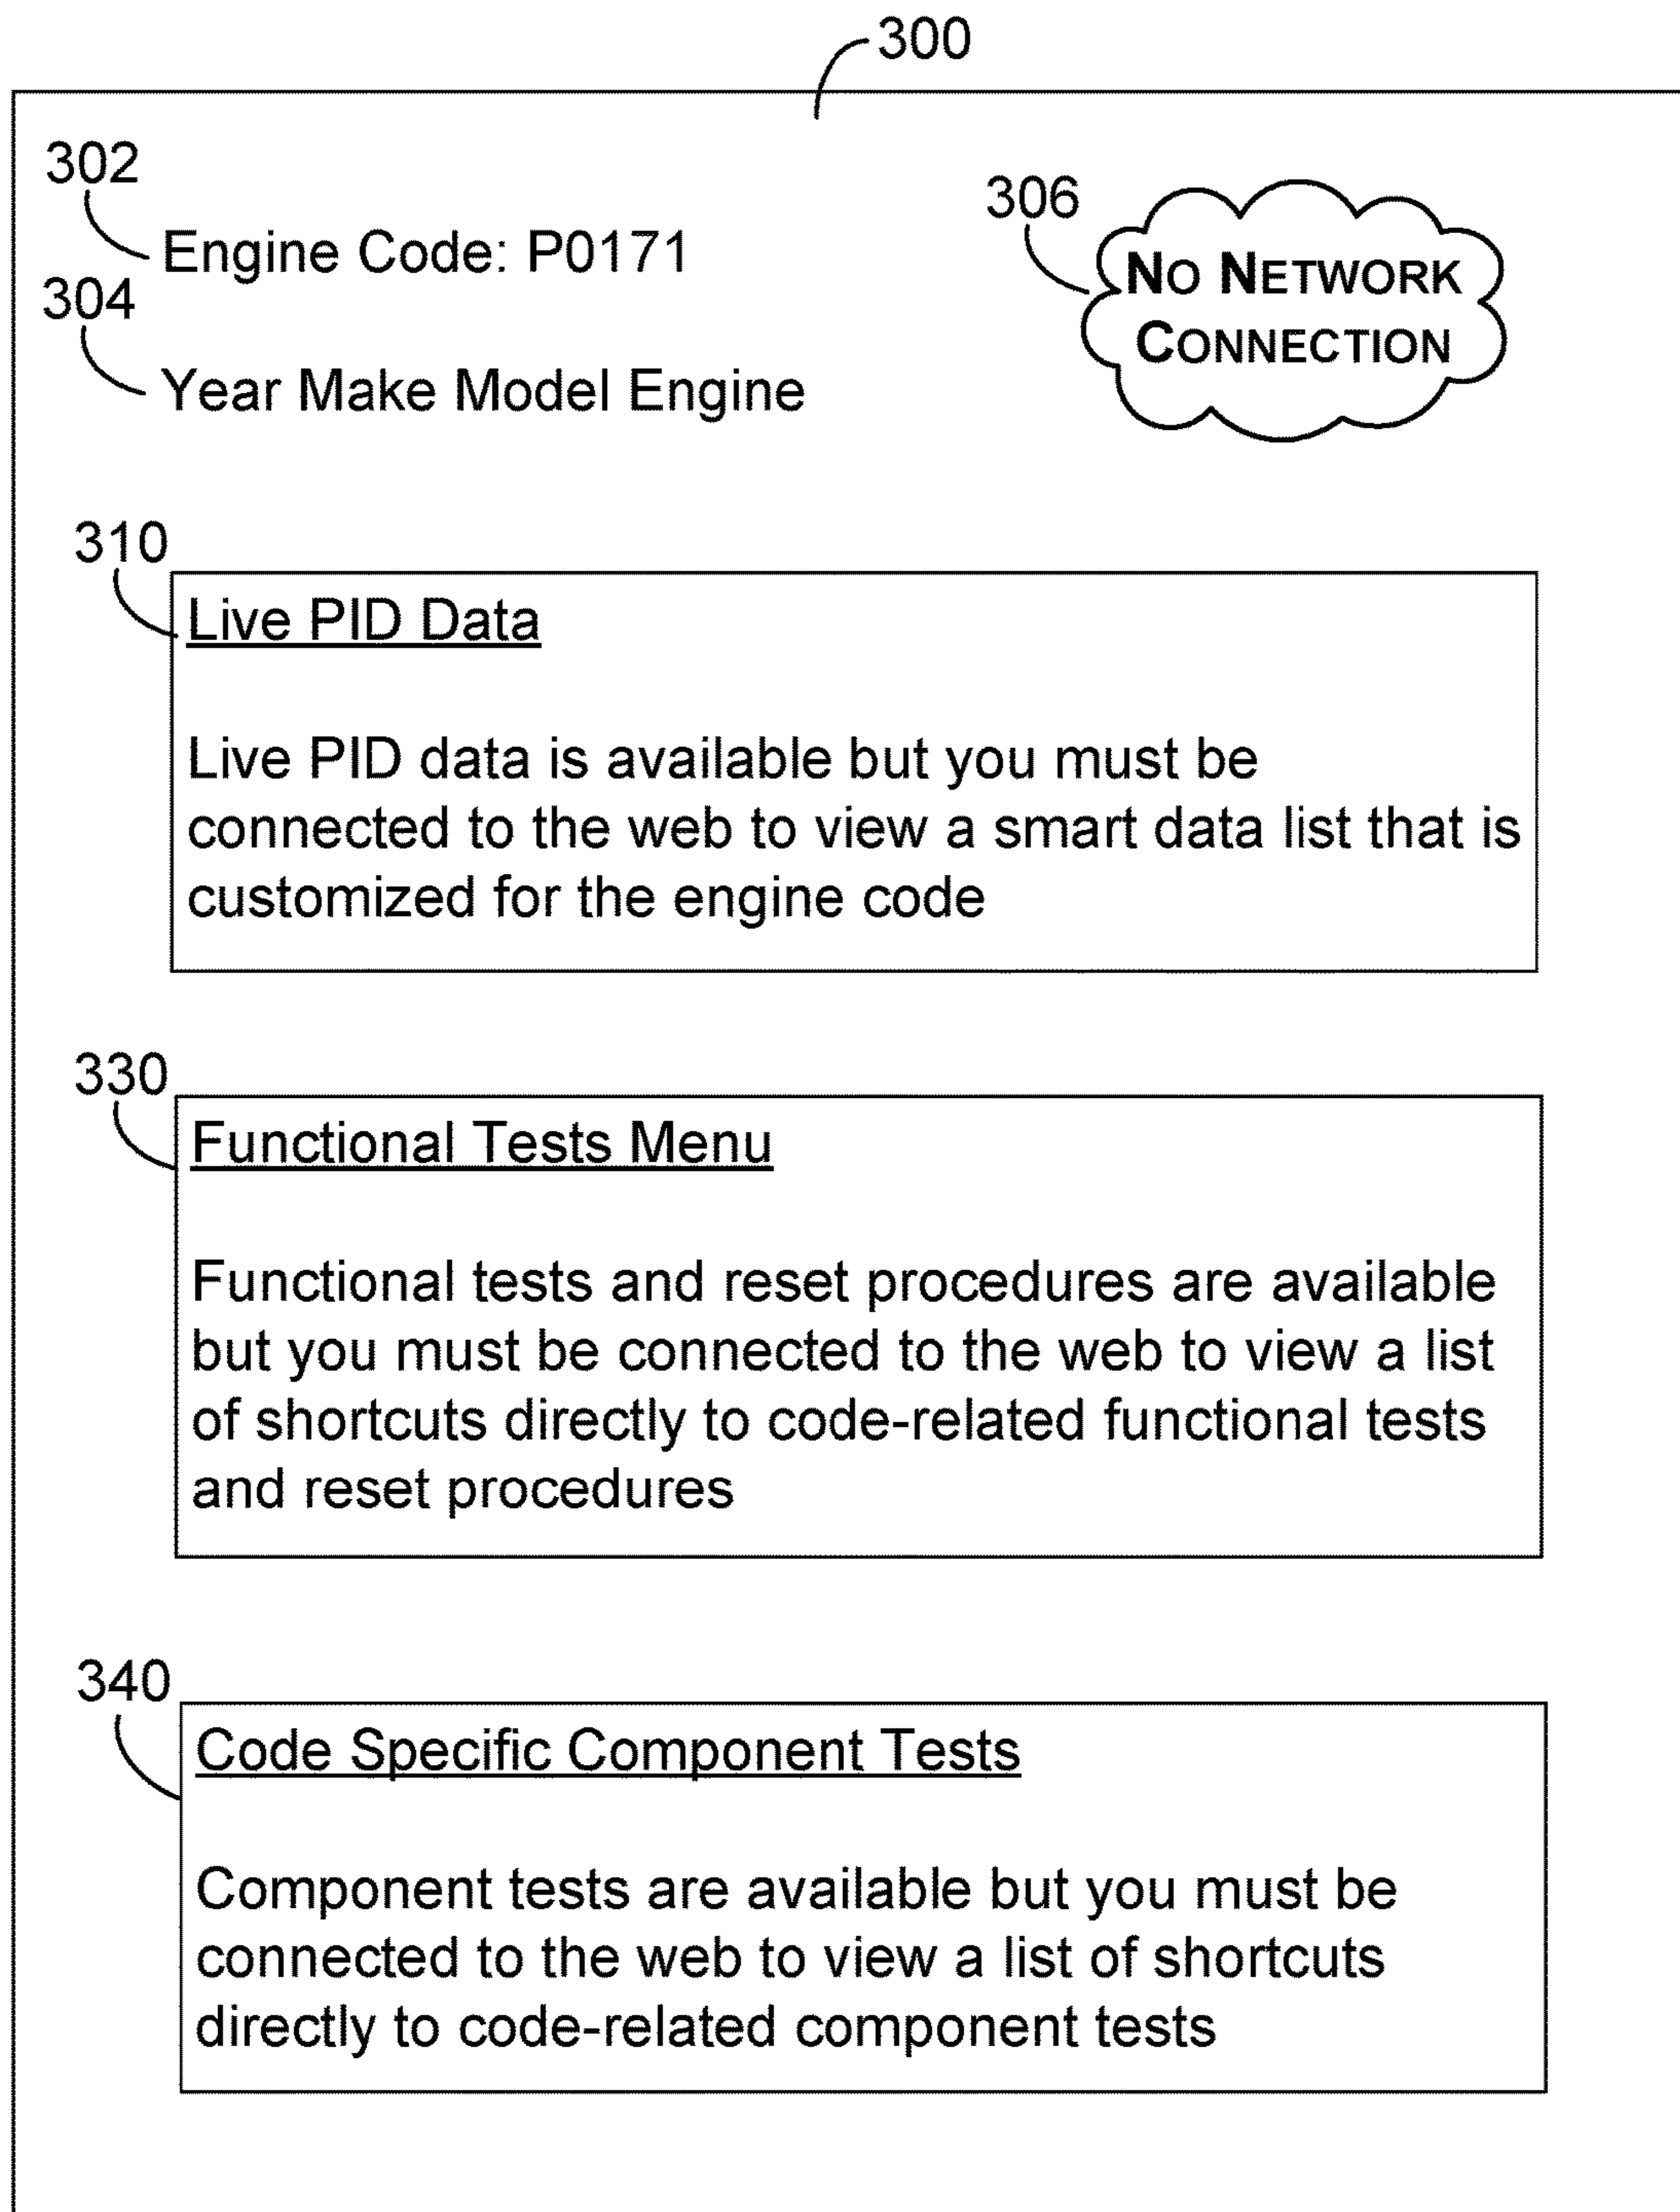 300
302
306
Engine Code: P0171
NO NETWORK
CONNECTION
304
Year Make Model Engine
310
Live PID Data
Live PID data is available but you must be
connected to the web to view a smart data list that is
customized for the engine code
330
Functional Tests Menu
Functional tests and reset procedures are available
but you must be connected to the web to view a list
of shortcuts directly to code-related functional tests
and reset procedures
340
Code Specific Component Tests
Component tests are available but you must be
connected to the web to view a list of shortcuts
directly to code-related component tests